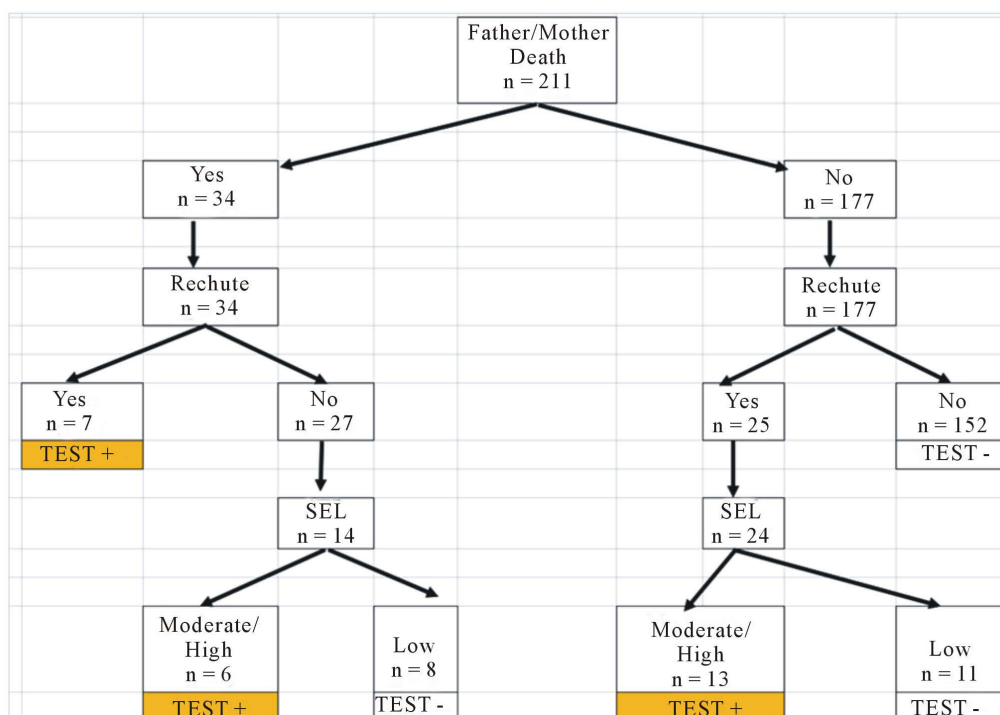 Father/Mother
Death
n = 211
Yes
n = 34
No
n = 177
Rechute
n = 34
Rechute
n = 177
Yes
n = 7
TEST +
No
n = 27
Yes
n = 25
No
n = 152
TEST -
SEL
n = 14
SEL
n = 24
Moderate/
High
n = 6
TEST +
Low
n = 8
TEST -
Moderate/
High
n = 13
TEST +
Low
n = 11
TEST -